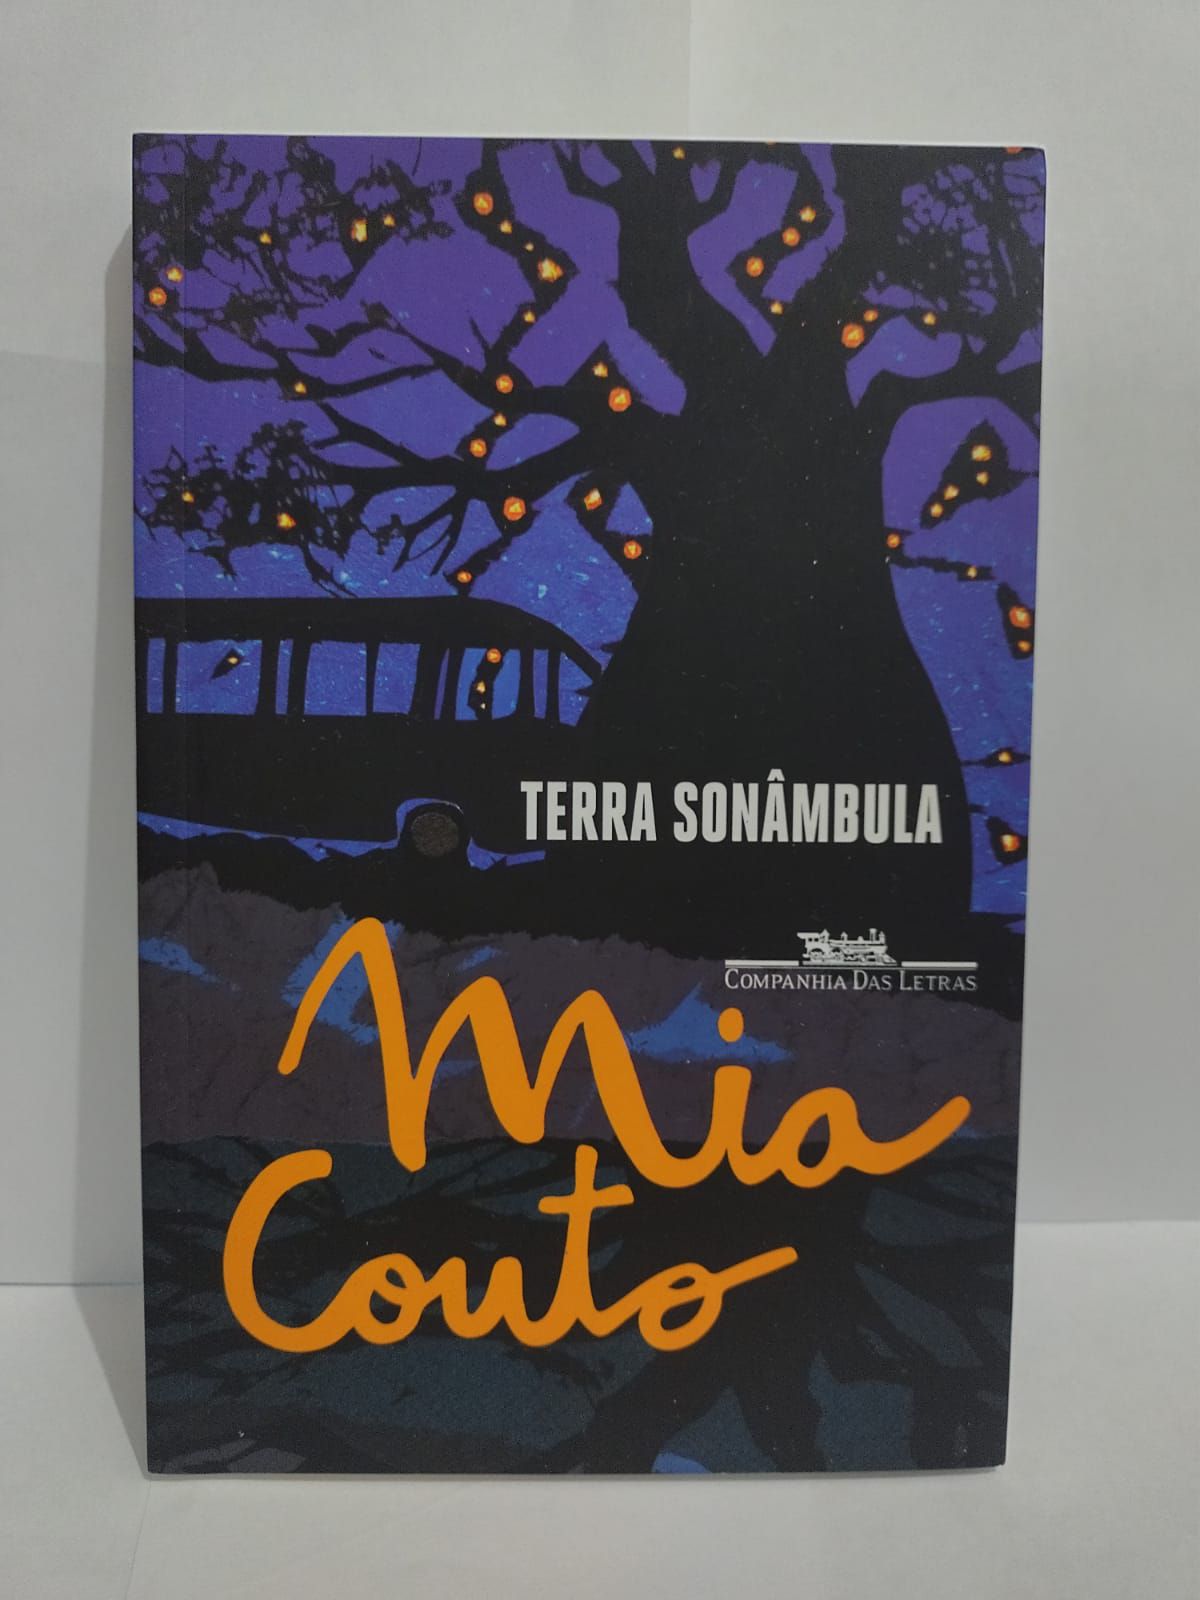 TERRA SONÂMBULA
COMPANHIA DAS LETRAS
Mia
Couto